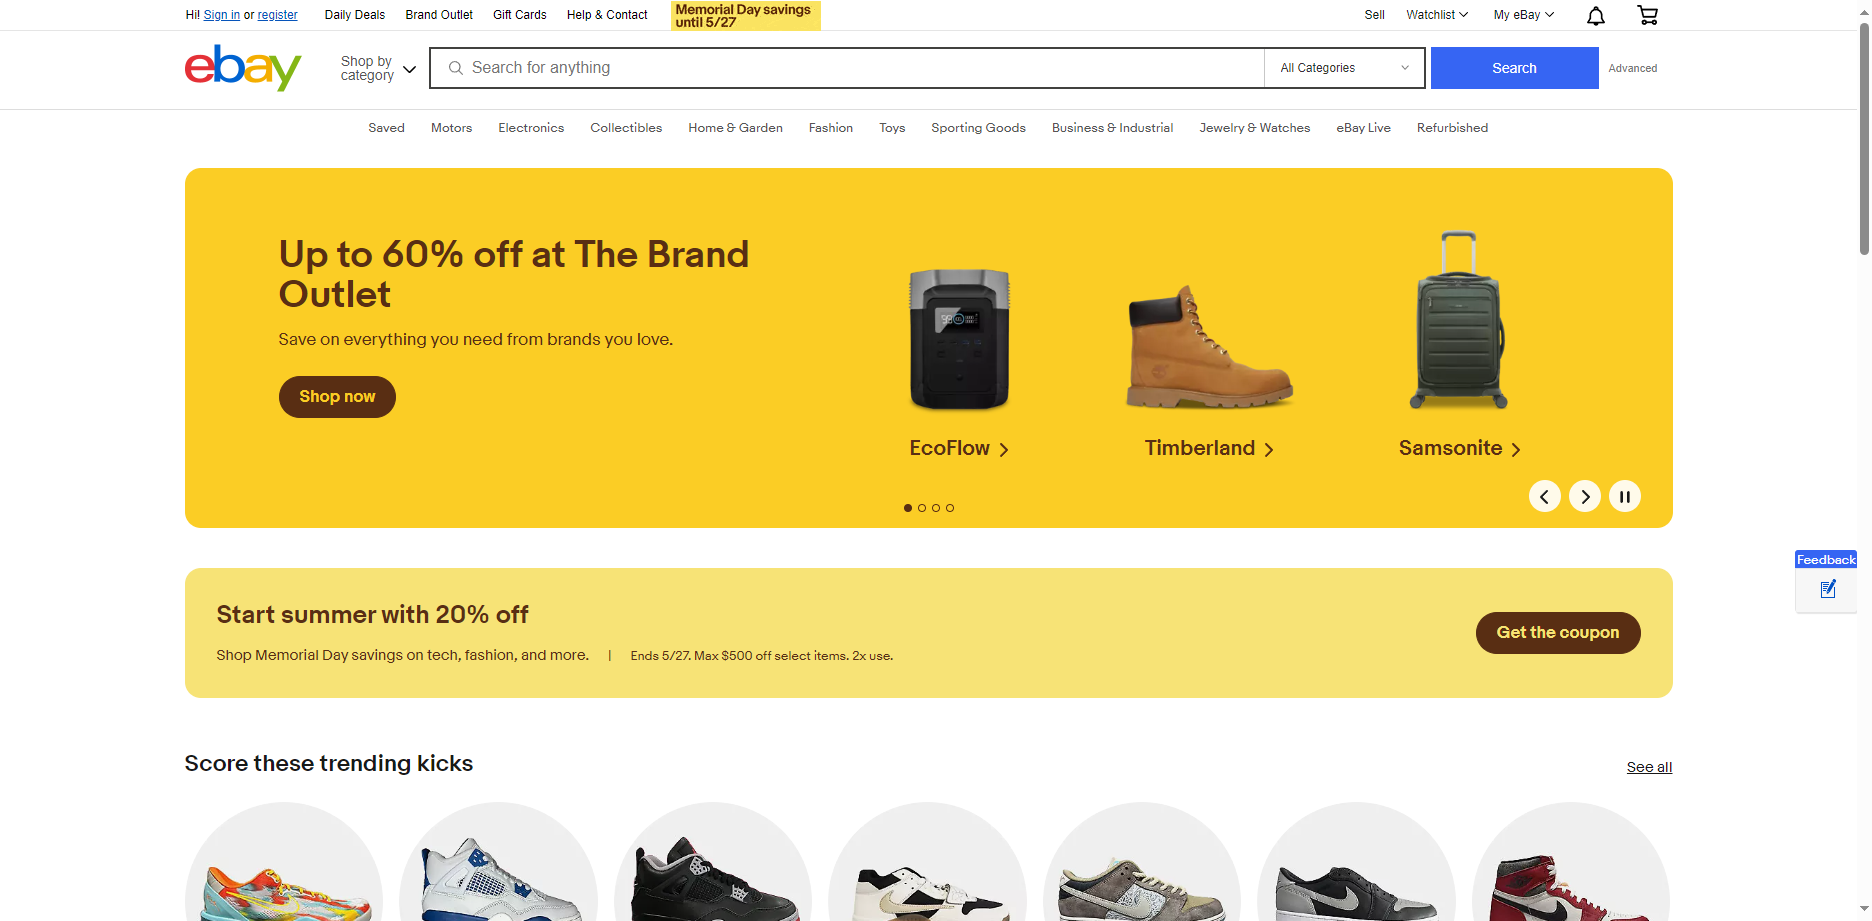 Hi! Sign in or register
Daily Deals
Brand Outlet
Gift Cards
Help & Contact
Memorial Day savings
until 5/27
Sell
Watchlist
My eBay
ebay
Shop by
category
Search for anything
All Categories
Search
Advanced
Saved
Motors
Electronics
Collectibles
Home & Garden
Fashion
Toys
Sporting Goods
Business & Industrial
Jewelry & Watches
eBay Live
Refurbished
Up to 60% off at The Brand
Outlet
Save on everything you need from brands you love.
Shop now
EcoFlow
Timberland
Samsonite
Feedback
Start summer with 20% off
Shop Memorial Day savings on tech, fashion, and more. | Ends 5/27. Max $500 off select items. 2x use.
Get the coupon
Score these trending kicks
See all